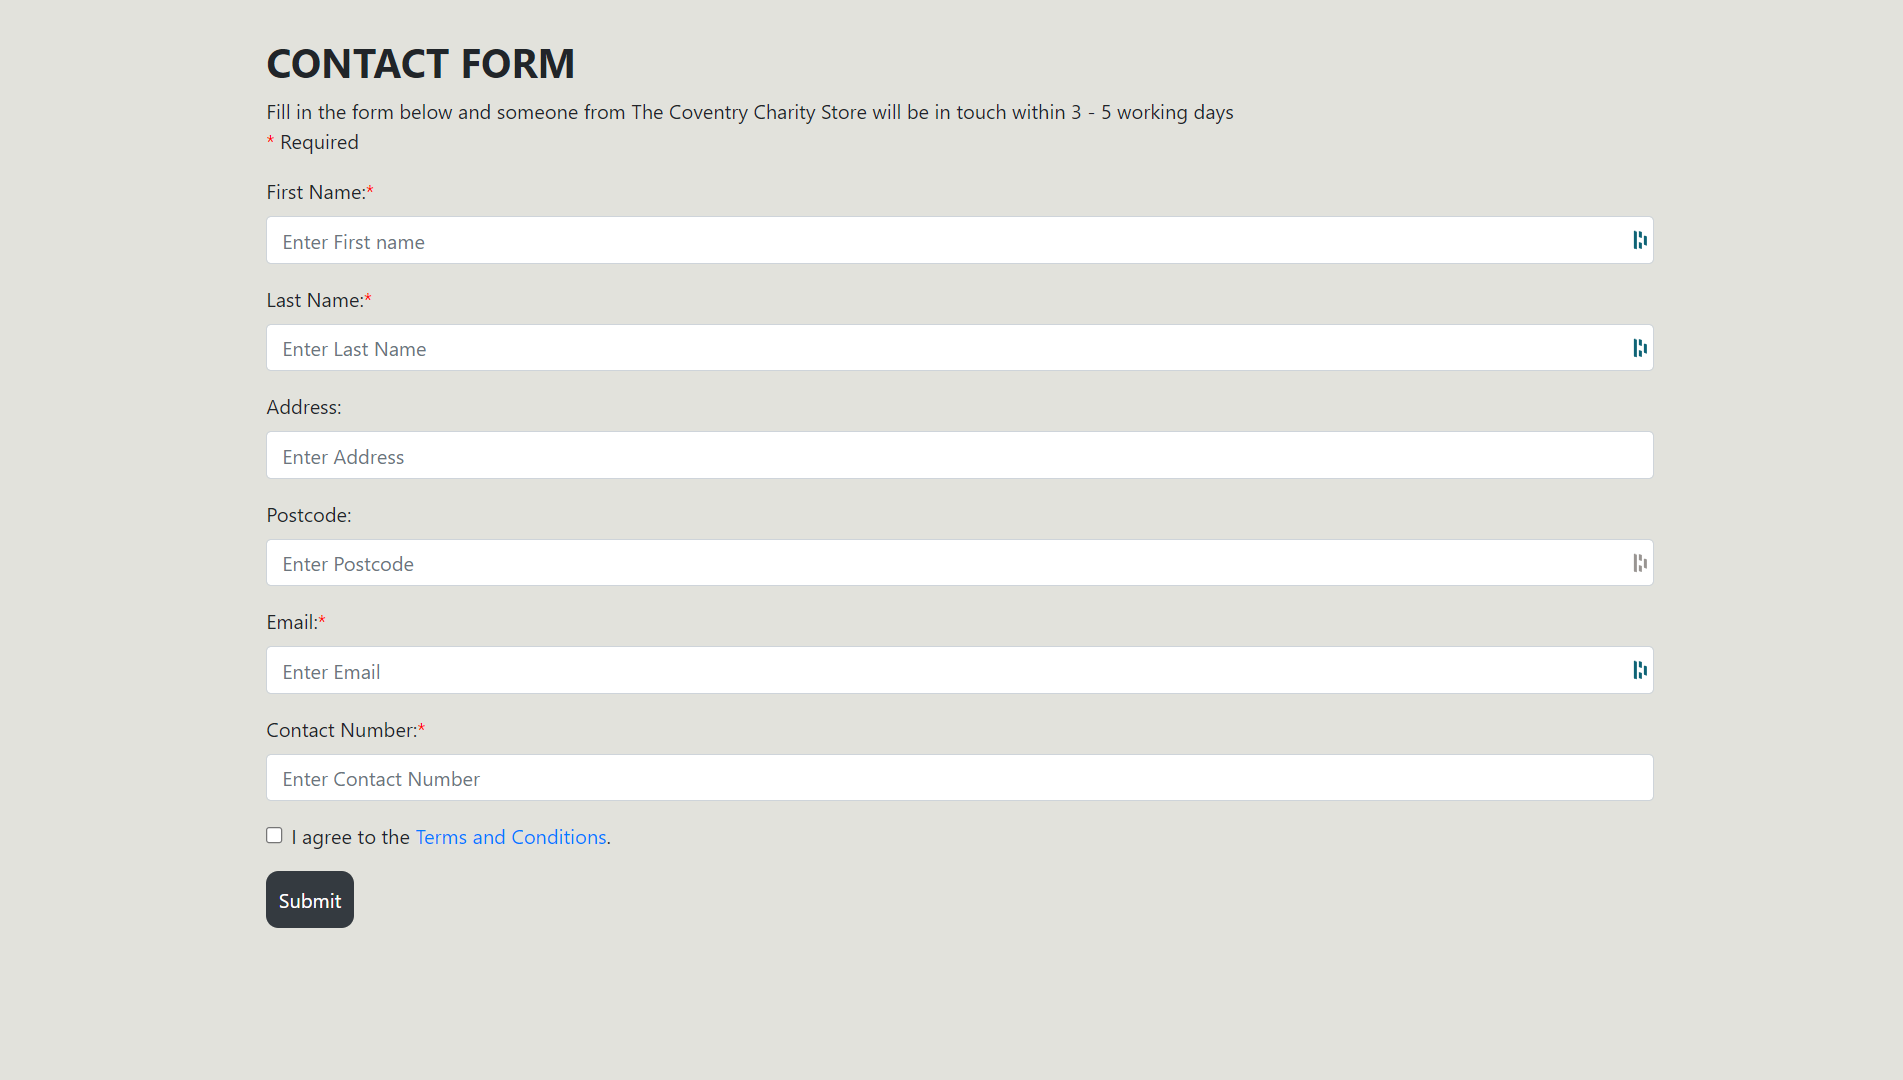 CONTACT FORM
Fill in the form below and someone from The Coventry Charity Store will be in touch within 3 - 5 working days
* Required
First Name:*
Enter First name
Last Name:*
Enter Last Name
Address:
Enter Address
Postcode:
Enter Postcode
Email:*
Enter Email
Contact Number:*
Enter Contact Number
I agree to the Terms and Conditions.
Submit